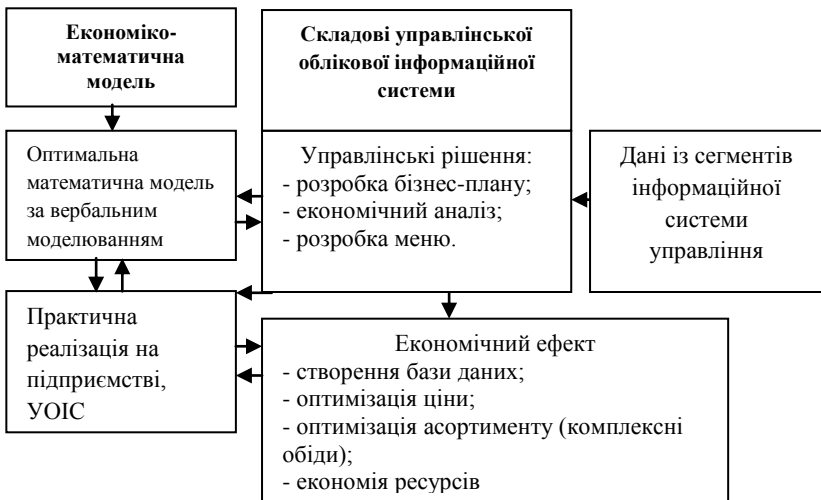 Економіко-
математична
модель
Складові управлінської
облікової інформаційної
системи
Оптимальна
математична модель
за вербальним
моделюванням
Управлінські рішення:
- розробка бізнес-плану;
- економічний аналіз;
- розробка меню.
Дані із сегментів
інформаційної
системи
управління
Практична
реалізація на
підприємстві,
УОІС
Економічний ефект
- створення бази даних;
- оптимізація ціни;
- оптимізація асортименту (комплексні
обіди);
- економія ресурсів